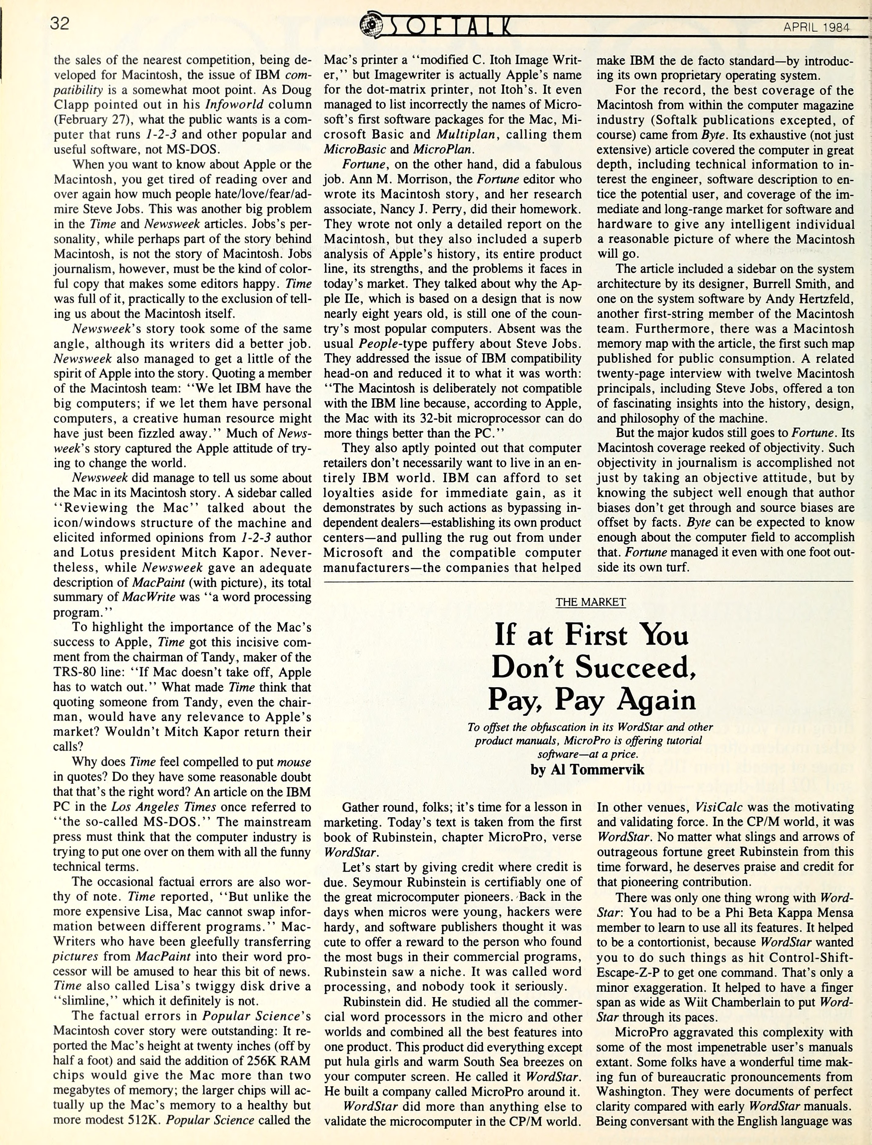 32
SOFTALK
APRIL 1984
the sales of the nearest competition, being de-
veloped for Macintosh, the issue of IBM com-
patibility is a somewhat moot point. As Doug
Clapp pointed out in his Infoworld column
(February 27), what the public wants is a com-
puter that runs 1-2-3 and other popular and
useful software, not MS-DOS.
When you want to know about Apple or the
Macintosh, you get tired of reading over and
over again how much people hate/love/fear/ad-
mire Steve Jobs. This was another big problem
in the Time and Newsweek articles. Jobs's per-
sonality, while perhaps part of the story behind
Macintosh, is not the story of Macintosh. Jobs
journalism, however, must be the kind of color-
ful copy that makes some editors happy. Time
was full of it, practically to the exclusion of tell-
ing us about the Macintosh itself.
Newsweek's story took some of the same
angle, although its writers did a better job.
Newsweek also managed to get a little of the
spirit of Apple into the story. Quoting a member
of the Macintosh team: "We let IBM have the
big computers; if we let them have personal
computers, a creative human resource might
have just been fizzled away." Much of News-
week's story captured the Apple attitude of try-
ing to change the world.
Newsweek did manage to tell us some about
the Mac in its Macintosh story. A sidebar called
"Reviewing the Mac" talked about the
icon/windows structure of the machine and
elicited informed opinions from 1-2-3 author
and Lotus president Mitch Kapor. Never-
theless, while Newsweek gave an adequate
description of MacPaint (with picture), its total
summary of MacWrite was "a word processing
program."
To highlight the importance of the Mac's
success to Apple, Time got this incisive com-
ment from the chairman of Tandy, maker of the
TRS-80 line: "If Mac doesn't take off, Apple
has to watch out." What made Time think that
quoting someone from Tandy, even the chair-
man, would have any relevance to Apple's
market? Wouldn't Mitch Kapor return their
calls?
Why does Time feel compelled to put mouse
in quotes? Do they have some reasonable doubt
that that's the right word? An article on the IBM
PC in the Los Angeles Times once referred to
"the so-called MS-DOS." The mainstream
press must think that the computer industry is
trying to put one over on them with all the funny
technical terms.
The occasional factual errors are also wor-
thy of note. Time reported, "But unlike the
more expensive Lisa, Mac cannot swap infor-
mation between different programs." Mac-
Writers who have been gleefully transferring
pictures from MacPaint into their word pro-
cessor will be amused to hear this bit of news.
Time also called Lisa's twiggy disk drive a
"slimline," which it definitely is not.
The factual errors in Popular Science's
Macintosh cover story were outstanding: It re-
ported the Mac's height at twenty inches (off by
half a foot) and said the addition of 256K RAM
chips would give the Mac more than two
megabytes of memory; the larger chips will ac-
tually up the Mac's memory to a healthy but
more modest 512K. Popular Science called the
Mac's printer a "modified C. Itoh Image Writ-
er," but Imagewriter is actually Apple's name
for the dot-matrix printer, not Itoh's. It even
managed to list incorrectly the names of Micro-
soft's first software packages for the Mac, Mi-
crosoft Basic and Multiplan, calling them
MicroBasic and MicroPlan.
Fortune, on the other hand, did a fabulous
job. Ann M. Morrison, the Fortune editor who
wrote its Macintosh story, and her research
associate, Nancy J. Perry, did their homework.
They wrote not only a detailed report on the
Macintosh, but they also included a superb
analysis of Apple's history, its entire product
line, its strengths, and the problems it faces in
today's market. They talked about why the Ap-
ple IIe, which is based on a design that is now
nearly eight years old, is still one of the coun-
try's most popular computers. Absent was the
usual People-type puffery about Steve Jobs.
They addressed the issue of IBM compatibility
head-on and reduced it to what it was worth:
"The Macintosh is deliberately not compatible
with the IBM line because, according to Apple,
the Mac with its 32-bit microprocessor can do
more things better than the PC."
They also aptly pointed out that computer
retailers don't necessarily want to live in an en-
tirely IBM world. IBM can afford to set
loyalties aside for immediate gain, as it
demonstrates by such actions as bypassing in-
dependent dealers—establishing its own product
centers—and pulling the rug out from under
Microsoft and the compatible computer
manufacturers—the companies that helped
make IBM the de facto standard—by introduc-
ing its own proprietary operating system.
For the record, the best coverage of the
Macintosh from within the computer magazine
industry (Softalk publications excepted, of
course) came from Byte. Its exhaustive (not just
extensive) article covered the computer in great
depth, including technical information to in-
terest the engineer, software description to en-
tice the potential user, and coverage of the im-
mediate and long-range market for software and
hardware to give any intelligent individual
a reasonable picture of where the Macintosh
will go.
The article included a sidebar on the system
architecture by its designer, Burrell Smith, and
one on the system software by Andy Hertzfeld,
another first-string member of the Macintosh
team. Furthermore, there was a Macintosh
memory map with the article, the first such map
published for public consumption. A related
twenty-page interview with twelve Macintosh
principals, including Steve Jobs, offered a ton
of fascinating insights into the history, design,
and philosophy of the machine.
But the major kudos still goes to Fortune. Its
Macintosh coverage reeked of objectivity. Such
objectivity in journalism is accomplished not
just by taking an objective attitude, but by
knowing the subject well enough that author
biases don't get through and source biases are
offset by facts. Byte can be expected to know
enough about the computer field to accomplish
that. Fortune managed it even with one foot out-
side its own turf.
THE MARKET
If at First You
Don't Succeed,
Pay, Pay Again
To offset the obfuscation in its WordStar and other
product manuals, MicroPro is offering tutorial
software—at a price.
by Al Tommervik
Gather round, folks; it's time for a lesson in
marketing. Today's text is taken from the first
book of Rubinstein, chapter MicroPro, verse
WordStar.
Let's start by giving credit where credit is
due. Seymour Rubinstein is certifiably one of
the great microcomputer pioneers. Back in the
days when micros were young, hackers were
hardy, and software publishers thought it was
cute to offer a reward to the person who found
the most bugs in their commercial programs,
Rubinstein saw a niche. It was called word
processing, and nobody took it seriously.
Rubinstein did. He studied all the commer-
cial word processors in the micro and other
worlds and combined all the best features into
one product. This product did everything except
put hula girls and warm South Sea breezes on
your computer screen. He called it WordStar.
He built a company called MicroPro around it.
WordStar did more than anything else to
validate the microcomputer in the CP/M world.
In other venues, VisiCalc was the motivating
and validating force. In the CP/M world, it was
WordStar. No matter what slings and arrows of
outrageous fortune greet Rubinstein from this
time forward, he deserves praise and credit for
that pioneering contribution.
There was only one thing wrong with Word-
Star: You had to be a Phi Beta Kappa Mensa
member to learn to use all its features. It helped
to be a contortionist, because WordStar wanted
you to do such things as hit Control-Shift-
Escape-Z-P to get one command. That's only a
minor exaggeration. It helped to have a finger
span as wide as Wilt Chamberlain to put Word-
Star through its paces.
MicroPro aggravated this complexity with
some of the most impenetrable user's manuals
extant. Some folks have a wonderful time mak-
ing fun of bureaucratic pronouncements from
Washington. They were documents of perfect
clarity compared with early WordStar manuals.
Being conversant with the English language was